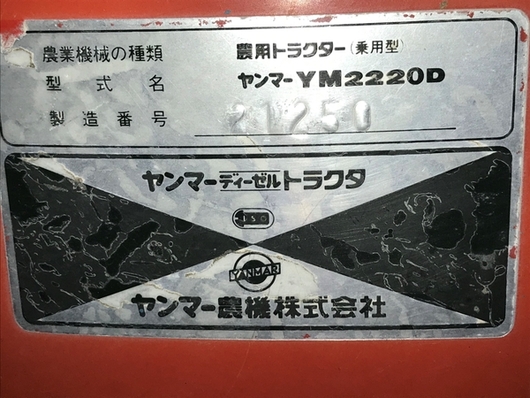 農業機械の種類 農用トラクター(乗用型)
型式名 ヤンマーYM2220D
製造番号 21250
ヤンマーディーゼルトラクタ
YANMAR
ヤンマー農機株式会社